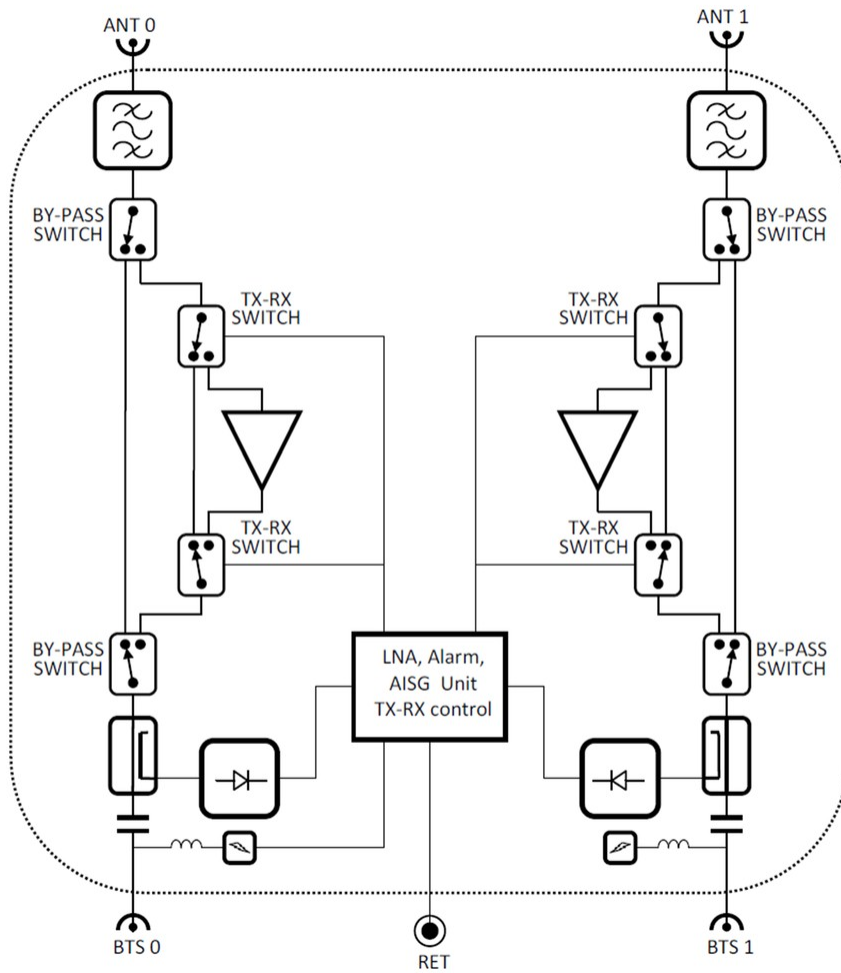 ANT 0
ANT 1
BY-PASS
SWITCH
BY-PASS
SWITCH
TX-RX
SWITCH
TX-RX
SWITCH
TX-RX
SWITCH
TX-RX
SWITCH
BY-PASS
SWITCH
LNA, Alarm,
AISG Unit
TX-RX control
BY-PASS
SWITCH
BTS 0
RET
BTS 1